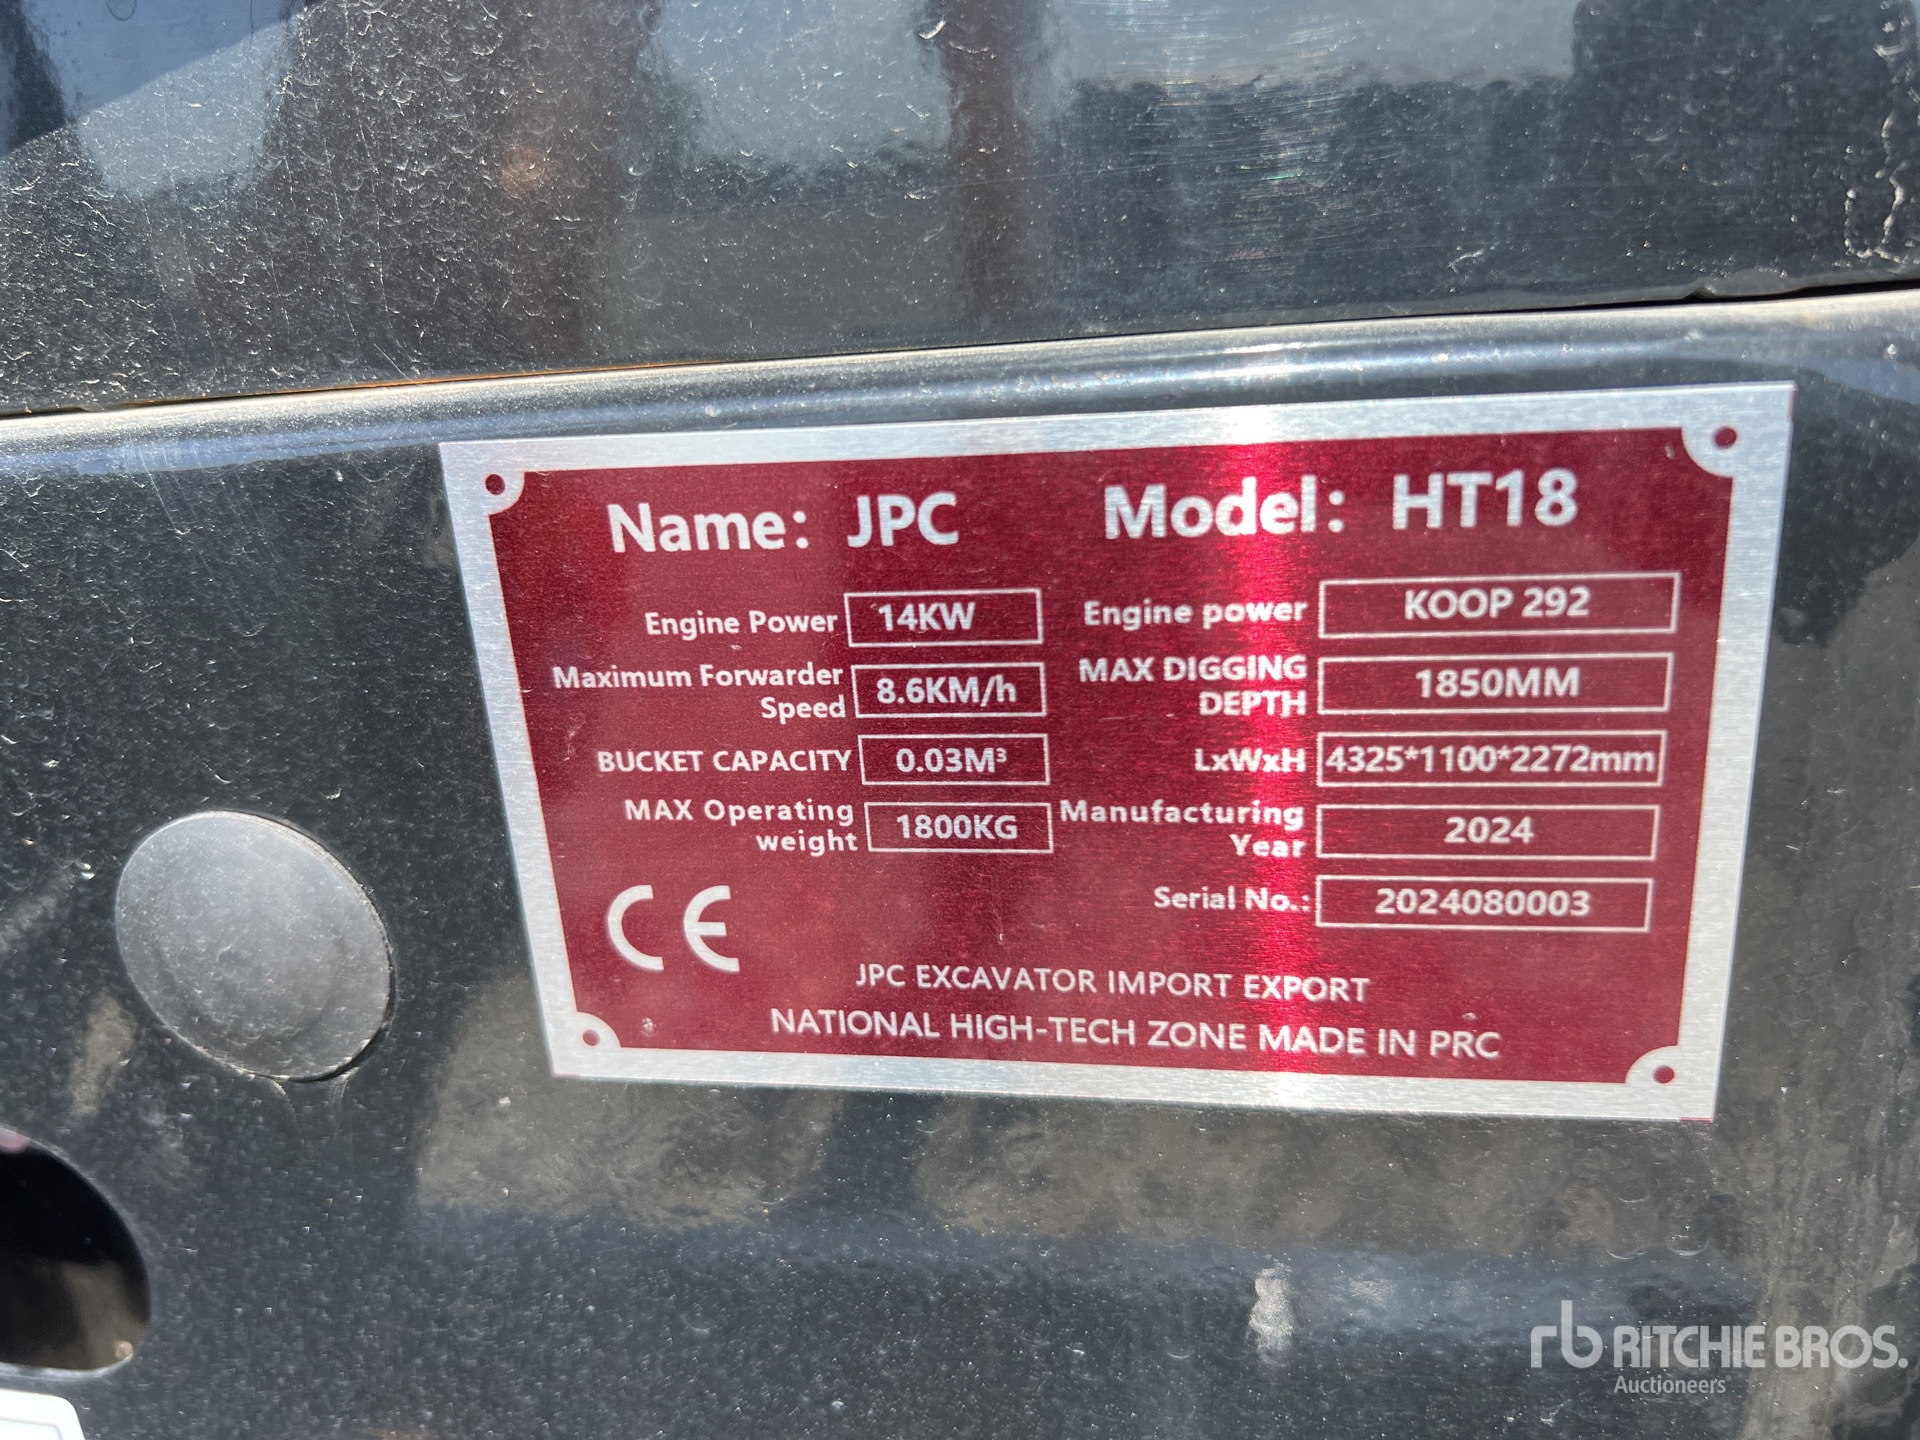 Name: JPC Model: HT18
Engine Power 14KW Engine power KOOP 292
Maximum Forwarder Speed 8.6KM/h MAX DIGGING DEPTH 1850MM
BUCKET CAPACITY 0.03M³ LxWxH 4325*1100*2272mm
MAX Operating weight 1800KG Manufacturing Year 2024
Serial No.: 2024080003
CE
JPC EXCAVATOR IMPORT EXPORT
NATIONAL HIGH-TECH ZONE MADE IN PRC
rb RITCHIE BROS.
Auctioneers